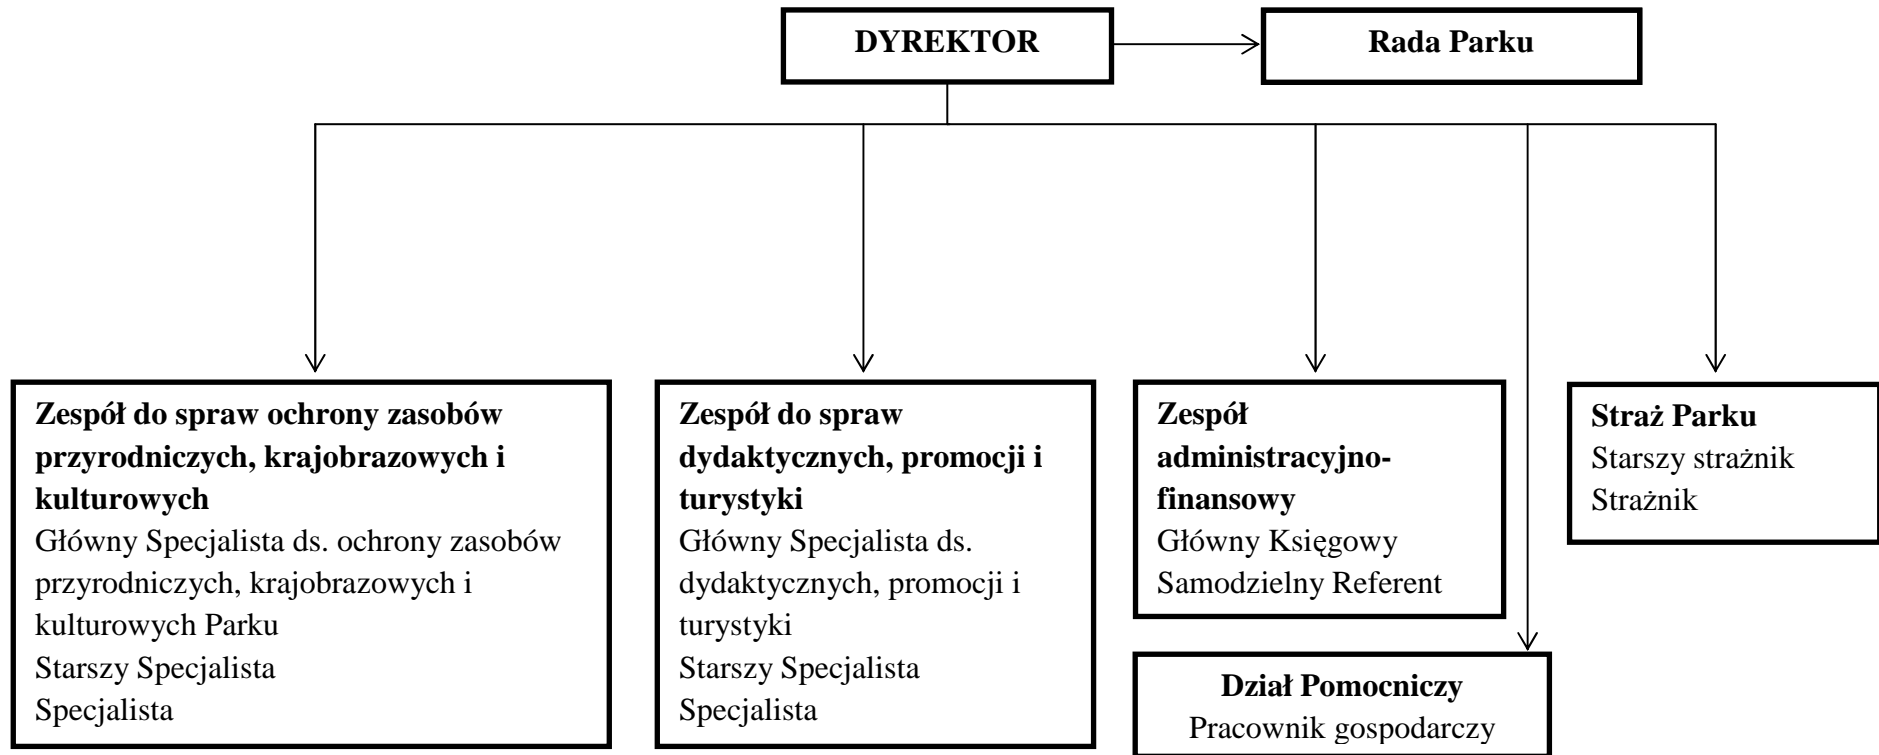 DYREKTOR
Rada Parku
Zespół do spraw ochrony zasobów
przyrodniczych, krajobrazowych i
kulturowych
Główny Specjalista ds. ochrony zasobów
przyrodniczych, krajobrazowych i
kulturowych Parku
Starszy Specjalista
Specjalista
Zespół do spraw
dydaktycznych, promocji i
turystyki
Główny Specjalista ds.
dydaktycznych, promocji i
turystyki
Starszy Specjalista
Specjalista
Zespół
administracyjno-
finansowy
Główny Księgowy
Samodzielny Referent
Dział Pomocniczy
Pracownik gospodarczy
Straż Parku
Starszy strażnik
Strażnik